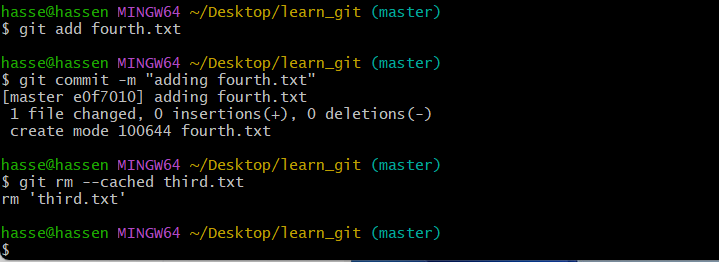 hasse@hassen MINGW64 ~/Desktop/learn_git (master)
$ git add fourth.txt
hasse@hassen MINGW64 ~/Desktop/learn_git (master)
$ git commit -m "adding fourth.txt"
[master e0f7010] adding fourth.txt
 1 file changed, 0 insertions(+), 0 deletions(-)
 create mode 100644 fourth.txt
hasse@hassen MINGW64 ~/Desktop/learn_git (master)
$ git rm --cached third.txt
rm 'third.txt'
hasse@hassen MINGW64 ~/Desktop/learn_git (master)
$